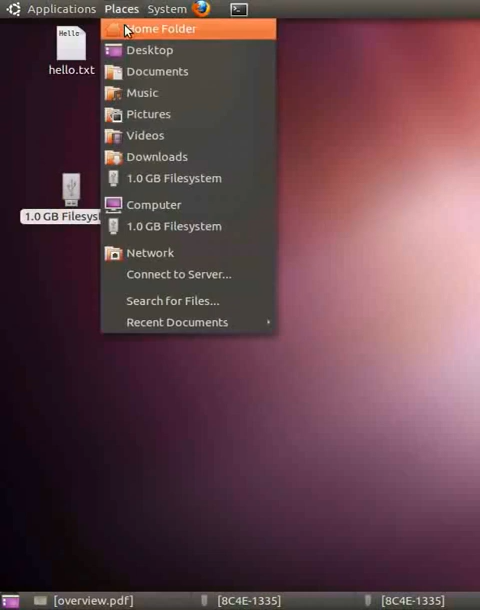 Applications Places System
Hello
hello.txt
Home Folder
Desktop
Documents
Music
Pictures
Videos
Downloads
1.0 GB Filesystem
1.0 GB Filesys
Computer
1.0 GB Filesystem
Network
Connect to Server...
Search for Files...
Recent Documents
[overview.pdf] [8C4E-1335] [8C4E-1335]